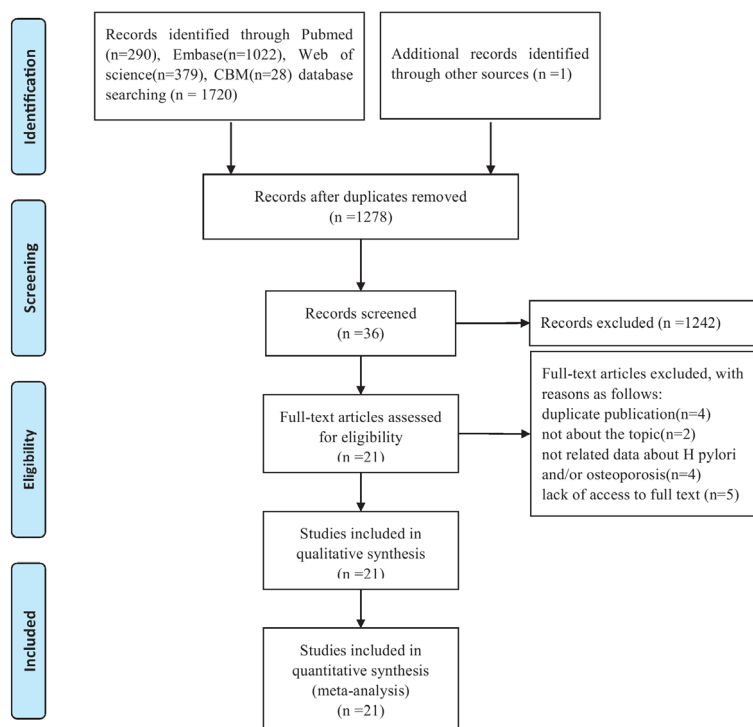 Identification
Records identified through Pubmed
(n=290), Embase(n=1022), Web of
science(n=379), CBM(n=28) database
searching (n = 1720)
Additional records identified
through other sources (n =1)
Records after duplicates removed
(n =1278)
Screening
Records screened
(n =36)
Records excluded (n =1242)
Eligibility
Full-text articles assessed
for eligibility
(n =21)
Full-text articles excluded, with
reasons as follows:
duplicate publication(n=4)
not about the topic(n=2)
not related data about H pylori
and/or osteoporosis(n=4)
lack of access to full text (n=5)
Studies included in
qualitative synthesis
(n =21)
Included
Studies included in
quantitative synthesis
(meta-analysis)
(n =21)